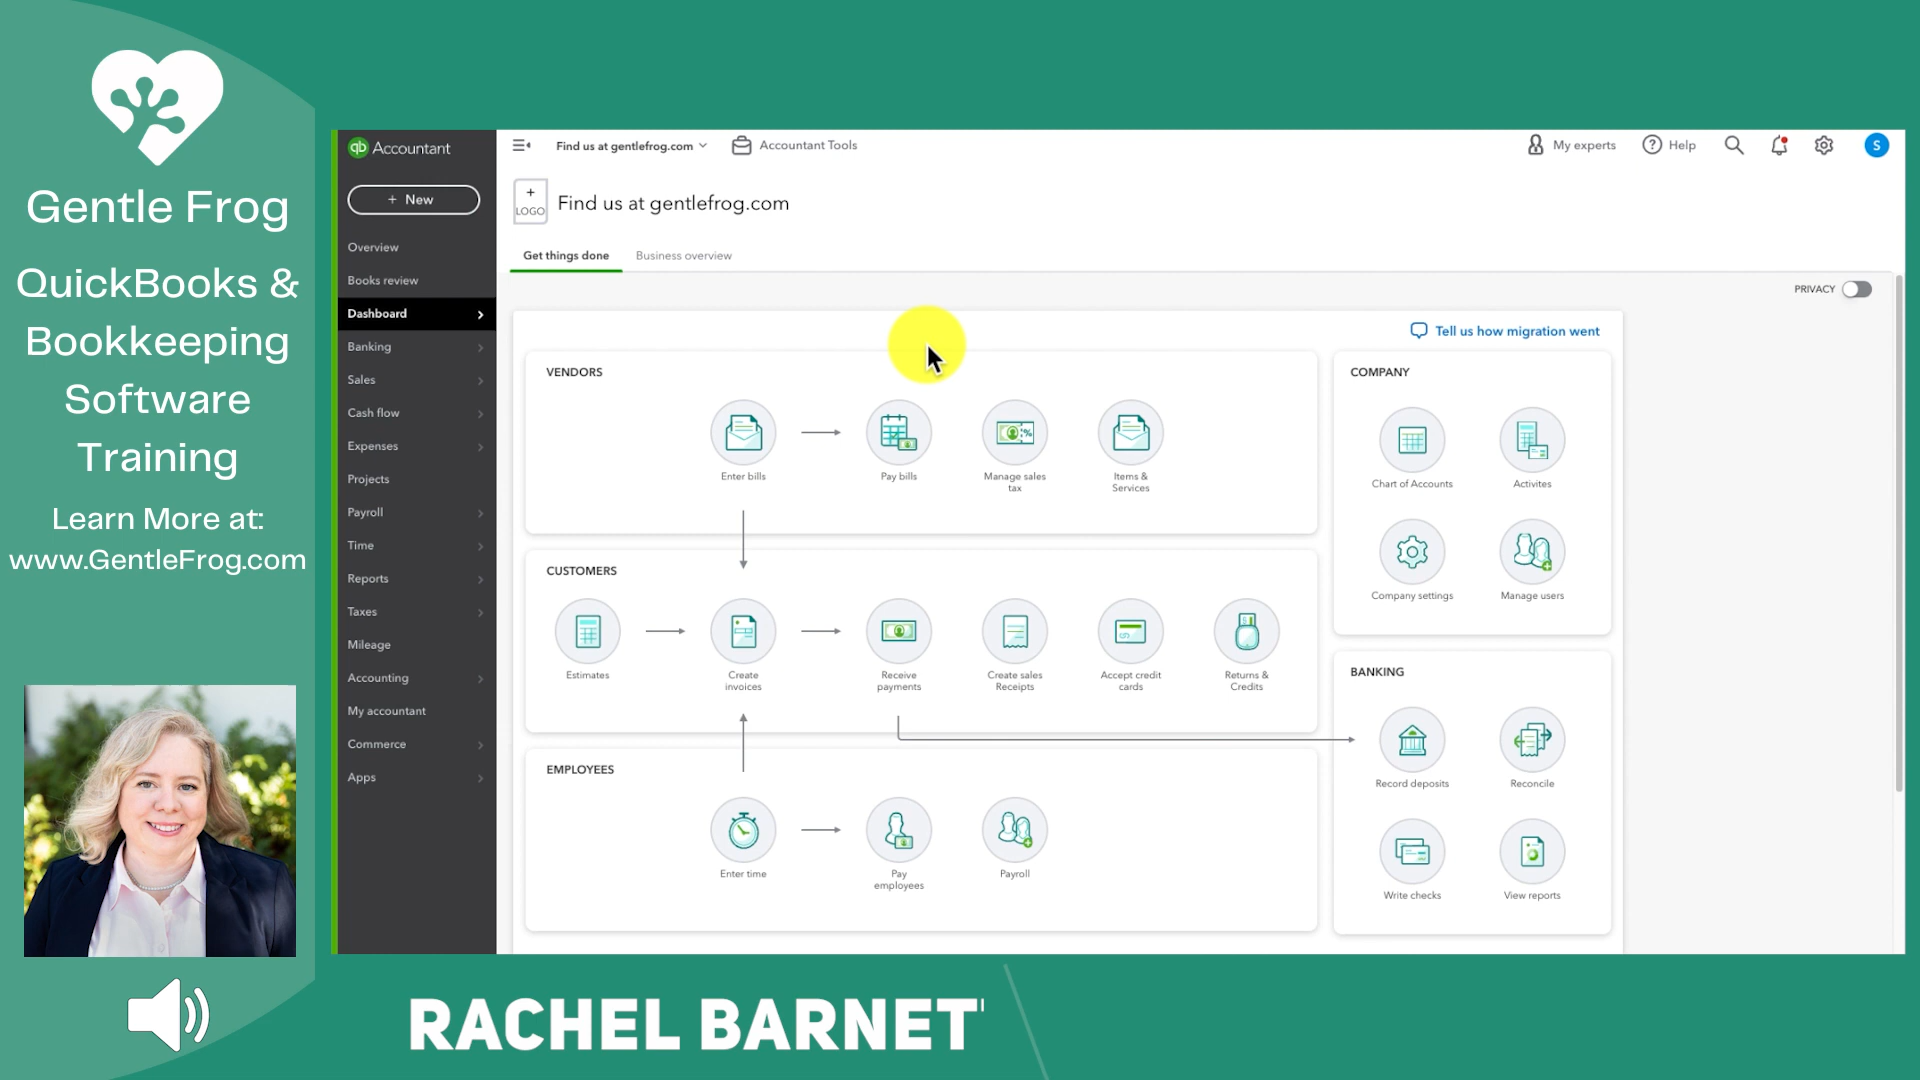 Gentle Frog
QuickBooks &
Bookkeeping
Software
Training
Learn More at:
www.GentleFrog.com
qb Accountant
+ New
Overview
Books review
Dashboard
Banking
Sales
Cash flow
Expenses
Projects
Payroll
Time
Reports
Taxes
Mileage
Accounting
My accountant
Commerce
Apps
Find us at gentlefrog.com
Accountant Tools
My experts
? Help
S
+
LOGO
Find us at gentlefrog.com
Get things done
Business overview
PRIVACY
Tell us how migration went
VENDORS
Enter bills
Pay bills
Manage sales
tax
Items &
Services
CUSTOMERS
Estimates
Create
invoices
Receive
payments
Create sales
Receipts
Accept credit
cards
Returns &
Credits
EMPLOYEES
Enter time
Pay
employees
Payroll
COMPANY
Chart of Accounts
Activites
Company settings
Manage users
BANKING
Record deposits
Reconcile
Write checks
View reports
RACHEL BARNET